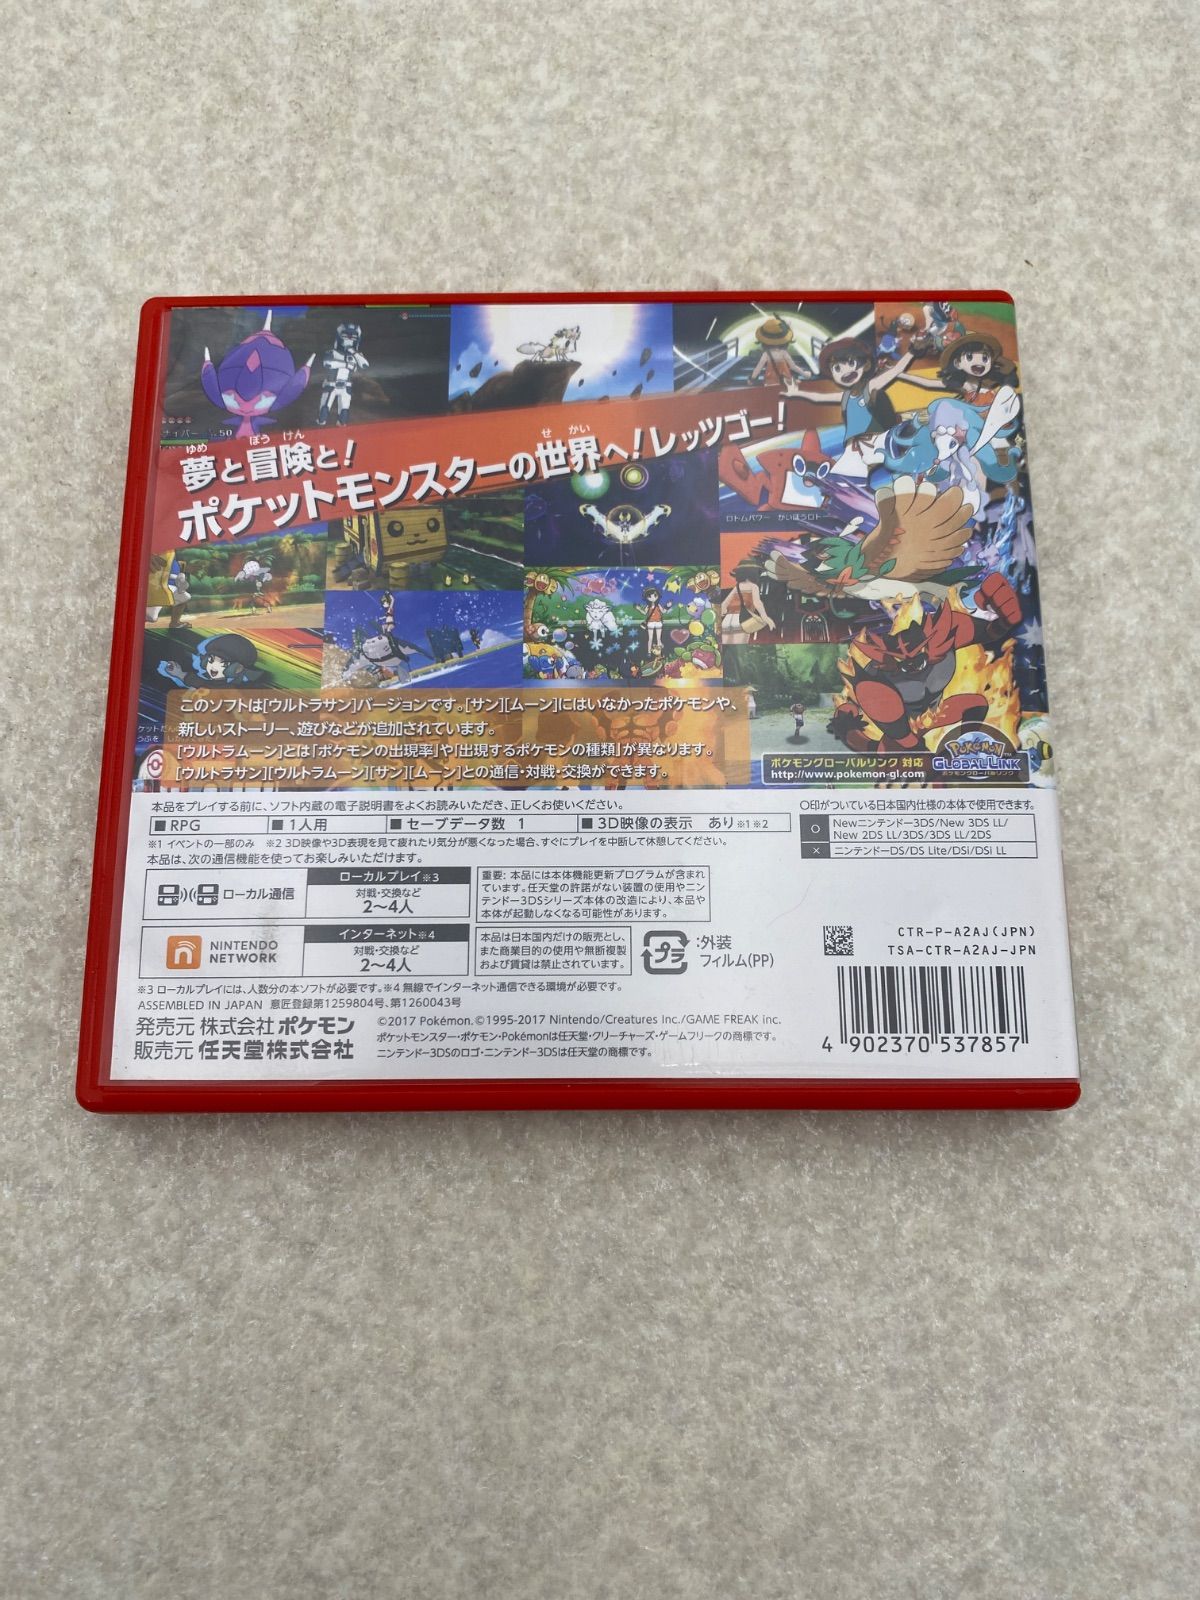 ナイバー Lv.50
ゆめ ぼう けん
夢と冒険と!
せ かい
ポケットモンスターの世界へ!レッツゴー!
ロトムパワー かいほうロトー
このソフトは[ウルトラサン]バージョンです。[サン][ムーン]にはいなかったポケモンや、
新しいストーリー、遊びなどが追加されています。
[ウルトラムーン]とは「ポケモンの出現率」や「出現するポケモンの種類」が異なります。
[ウルトラサン][ウルトラムーン][サン][ムーン]との通信・対戦・交換ができます。
ポケモングローバルリンク 対応
http://www.pokemon-gl.com
POKéMON
GLOBAL LINK
ポケモングローバルリンク
本品をプレイする前に、ソフト内蔵の電子説明書をよくお読みいただき、正しくお使いください。
■RPG ■1人用 ■セーブデータ数 1 ■3D映像の表示 あり※1※2
※1 イベントの一部のみ ※2 3D映像や3D表現を見て疲れたり気分が悪くなった場合、すぐにプレイを中断して休憩してください。
本品は、次の通信機能を使ってお楽しみいただけます。
〇印がついている日本国内仕様の本体で使用できます。
○ Newニンテンドー3DS/New 3DS LL/
New 2DS LL/3DS/3DS LL/2DS
× ニンテンドーDS/DS Lite/DSi/DSi LL
ローカル通信
ローカルプレイ※3
対戦・交換など
2~4人
NINTENDO
NETWORK
インターネット※4
対戦・交換など
2~4人
重要: 本品には本体機能更新プログラムが含まれ
ています。任天堂の許諾がない装置の使用やニン
テンドー3DSシリーズ本体の改造により、本品や
本体が起動しなくなる可能性があります。
本品は日本国内だけの販売とし、
また商業目的の使用や無断複製
および賃貸は禁止されています。
プラ
:外装
フィルム(PP)
CTR-P-A2AJ(JPN)
TSA-CTR-A2AJ-JPN
※3 ローカルプレイには、人数分の本ソフトが必要です。※4 無線でインターネット通信できる環境が必要です。
ASSEMBLED IN JAPAN 意匠登録第1259804号、第1260043号
発売元 株式会社 ポケモン
販売元 任天堂株式会社
©2017 Pokémon. ©1995-2017 Nintendo/Creatures Inc./GAME FREAK inc.
ポケットモンスター・ポケモン・Pokémonは任天堂・クリーチャーズ・ゲームフリークの商標です。
ニンテンドー3DSのロゴ・ニンテンドー3DSは任天堂の商標です。
4 902370 537857